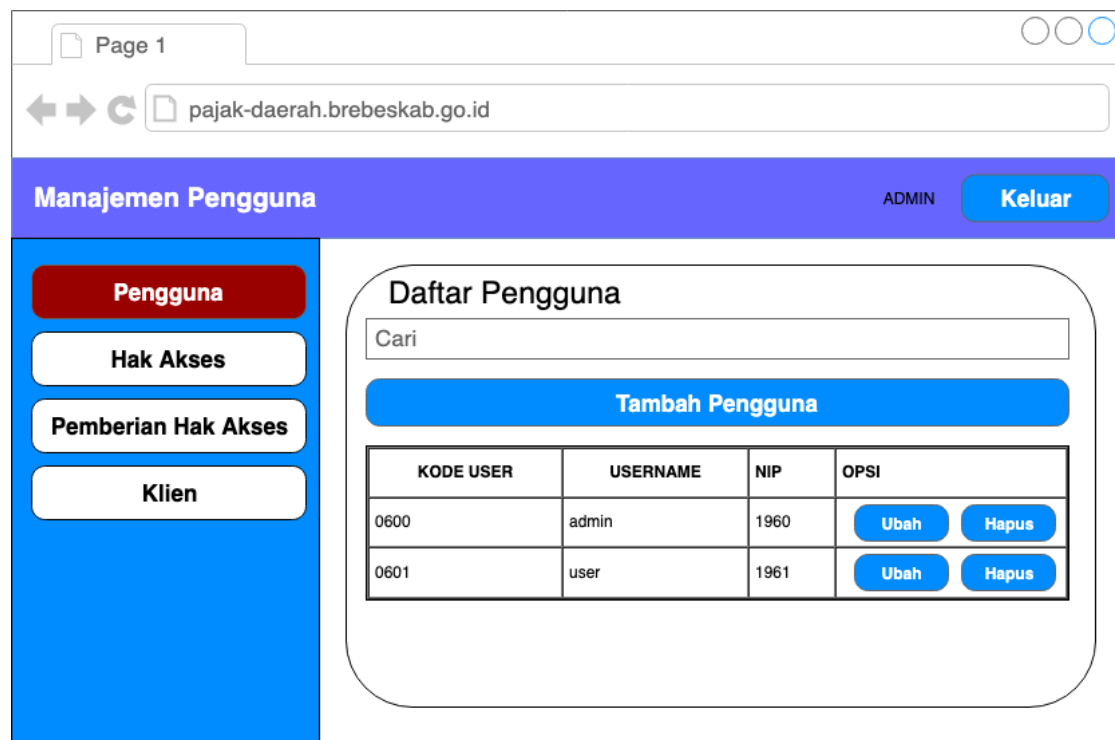 Page 1
pajak-daerah.brebeskab.go.id
Manajemen Pengguna
ADMIN
Keluar
Pengguna
Hak Akses
Pemberian Hak Akses
Klien
Daftar Pengguna
Cari
Tambah Pengguna
KODE USER USERNAME NIP OPSI
0600 admin 1960 Ubah Hapus
0601 user 1961 Ubah Hapus